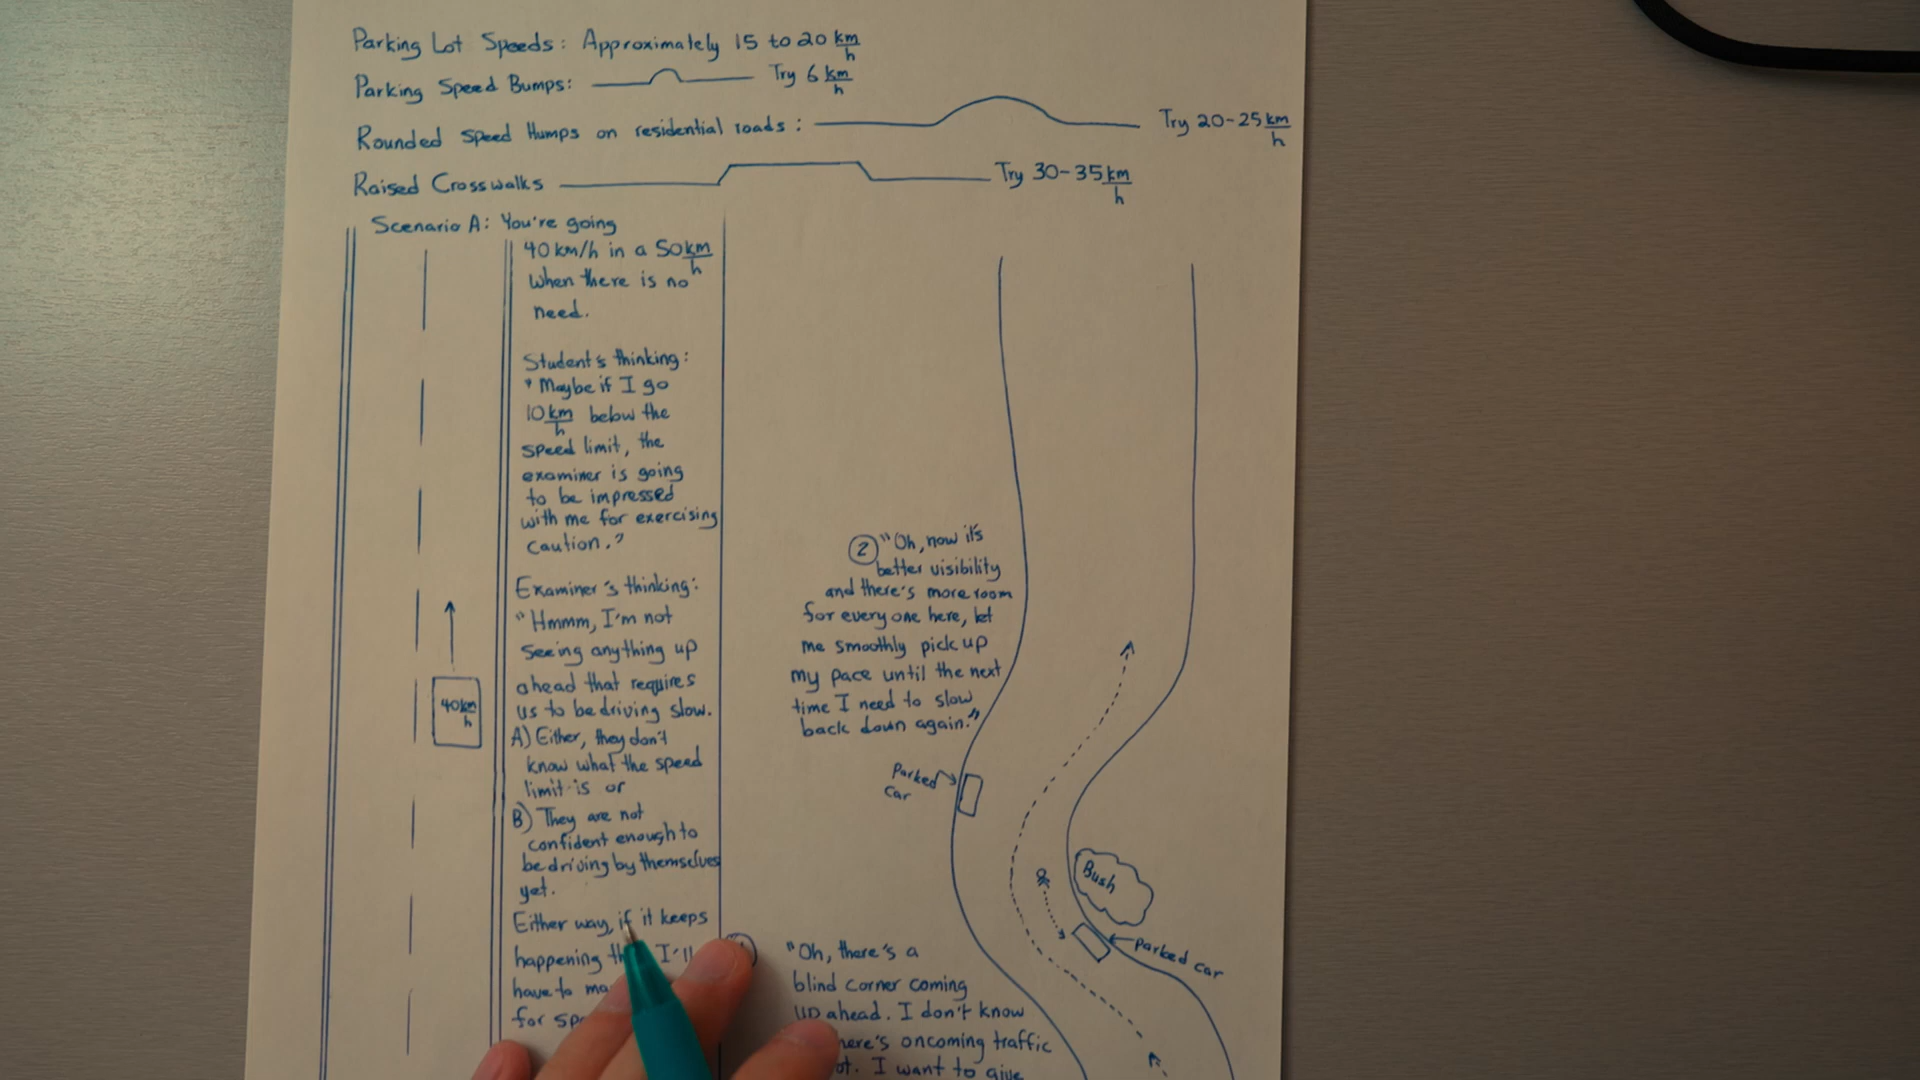 Parking Lot Speeds: Approximately 15 to 20 km/h
Parking Speed Bumps: Try 6 km/h
Rounded Speed Humps on residential roads: Try 20-25 km/h
Raised Crosswalks Try 30-35 km/h
Scenario A: You're going
40 km/h in a 50 km/h
when there is no
need.
Student's thinking:
"Maybe if I go
10 km/h below the
speed limit, the
examiner is going
to be impressed
with me for exercising
caution."
Examiner's thinking:
"Hmmm, I'm not
seeing anything up
ahead that requires
us to be driving slow.
A) Either, they don't
know what the speed
limit is or
B) They are not
confident enough to
be driving by themselves
yet.
Either way, if it keeps
happening I'll
have to
for
40 km/h
2 "Oh, now it's
better visibility
and there's more room
for everyone here, let
me smoothly pick up
my pace until the next
time I need to slow
back down again."
Parked
car
Bush
Parked car
"Oh, there's a
blind corner coming
up ahead. I don't know
oncoming traffic
I want to give